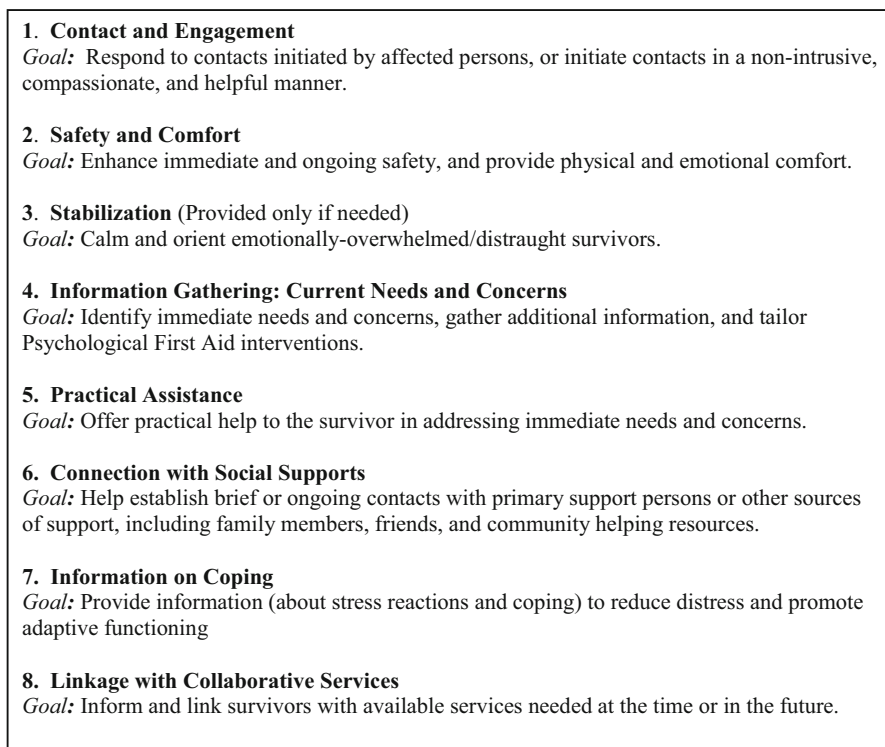 1. Contact and Engagement
Goal: Respond to contacts initiated by affected persons, or initiate contacts in a non-intrusive,
compassionate, and helpful manner.
2. Safety and Comfort
Goal: Enhance immediate and ongoing safety, and provide physical and emotional comfort.
3. Stabilization (Provided only if needed)
Goal: Calm and orient emotionally-overwhelmed/distraught survivors.
4. Information Gathering: Current Needs and Concerns
Goal: Identify immediate needs and concerns, gather additional information, and tailor
Psychological First Aid interventions.
5. Practical Assistance
Goal: Offer practical help to the survivor in addressing immediate needs and concerns.
6. Connection with Social Supports
Goal: Help establish brief or ongoing contacts with primary support persons or other sources
of support, including family members, friends, and community helping resources.
7. Information on Coping
Goal: Provide information (about stress reactions and coping) to reduce distress and promote
adaptive functioning
8. Linkage with Collaborative Services
Goal: Inform and link survivors with available services needed at the time or in the future.